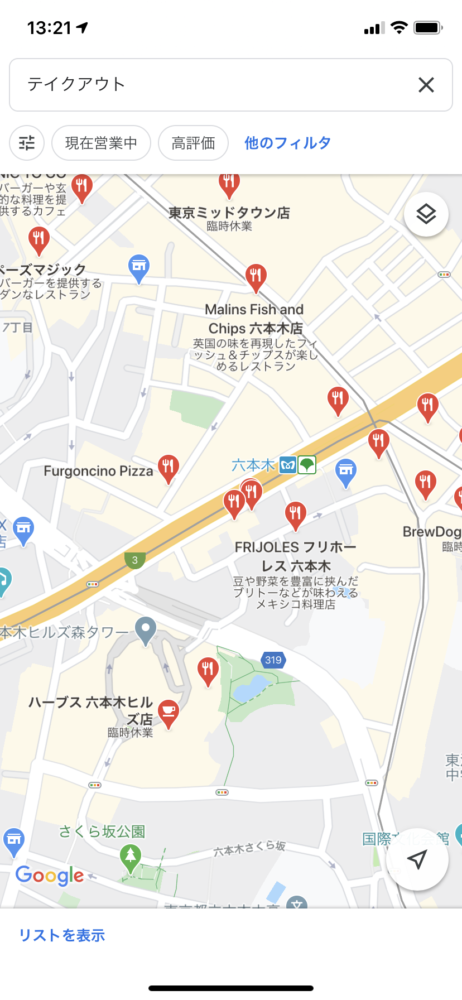 13:21
テイクアウト
現在営業中
高評価
他のフィルタ
バーガーや玄
的な料理を提
供するカフェ
東京ミッドタウン店
臨時休業
ペーズマジック
バーガーを提供する
ダンなレストラン
7丁目
Malins Fish and
Chips 六本木店
英国の味を再現したフィ
ッシュ&チップスが楽し
めるレストラン
Furgoncino Pizza
六本木
X
店
3
FRIJOLES フリホー
レス 六本木
豆や野菜を豊富に挟んだ
ブリトーなどが味わえる
メキシコ料理店
BrewDog
臨時
本木ヒルズ森タワー
319
ハーブス 六本木ヒル
ズ店
臨時休業
中
さくら坂公園
六本木さくら坂
国際文化会館
Google
リストを表示